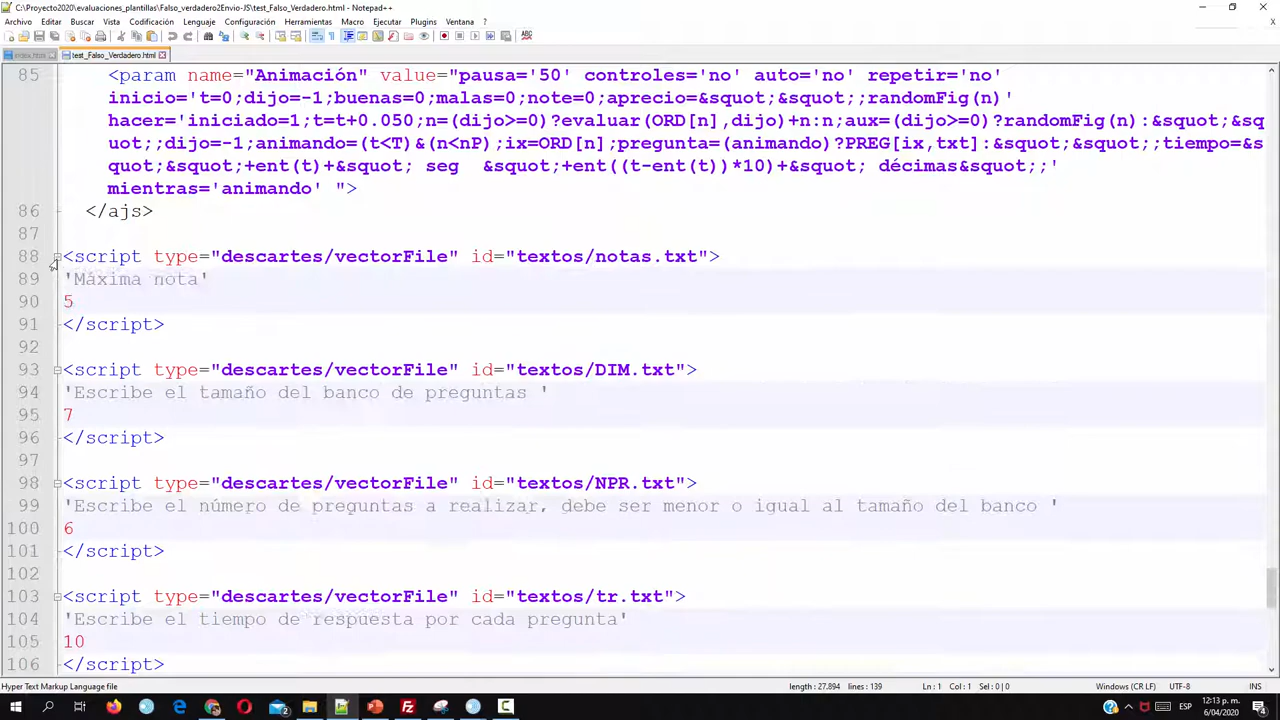 C:\Proyecto2020\evaluaciones_plantillas\Falso_verdadero2Envio-JS\test_Falso_Verdadero.html - Notepad++
Archivo Editar Buscar Vista Codificación Lenguaje Configuración Herramientas Macro Ejecutar Plugins Ventana ?
index.html test_Falso_Verdadero.html
85 <param name="Animación" value="pausa='50' controles='no' auto='no' repetir='no'
inicio='t=0;dijo=-1;buenas=0;malas=0;note=0;aprecio=&squot;&squot;;randomFig(n)'
hacer='iniciado=1;t=t+0.050;n=(dijo>=0)?evaluar(ORD[n],dijo)+n:n;aux=(dijo>=0)?randomFig(n):&squot;&sq
uot;;dijo=-1;animando=(t<T)&(n<nP);ix=ORD[n];pregunta=(animando)?PREG[ix,txt]:&squot;&squot;;tiempo=&s
quot;&squot;+ent(t)+&squot; seg  &squot;+ent((t-ent(t))*10)+&squot; décimas&squot;;'
mientras='animando' ">
86 </ajs>
87
88 <script type="descartes/vectorFile" id="textos/notas.txt">
89 'Máxima nota'
90 5
91 </script>
92
93 <script type="descartes/vectorFile" id="textos/DIM.txt">
94 'Escribe el tamaño del banco de preguntas '
95 7
96 </script>
97
98 <script type="descartes/vectorFile" id="textos/NPR.txt">
99 'Escribe el número de preguntas a realizar, debe ser menor o igual al tamaño del banco '
100 6
101 </script>
102
103 <script type="descartes/vectorFile" id="textos/tr.txt">
104 'Escribe el tiempo de respuesta por cada pregunta'
105 10
106 </script>
Hyper Text Markup Language file length : 27.894 lines : 139 Ln : 1 Col : 1 Sel : 0 | 0 Windows (CR LF) UTF-8 INS
ESP 12:13 p. m.
6/04/2020